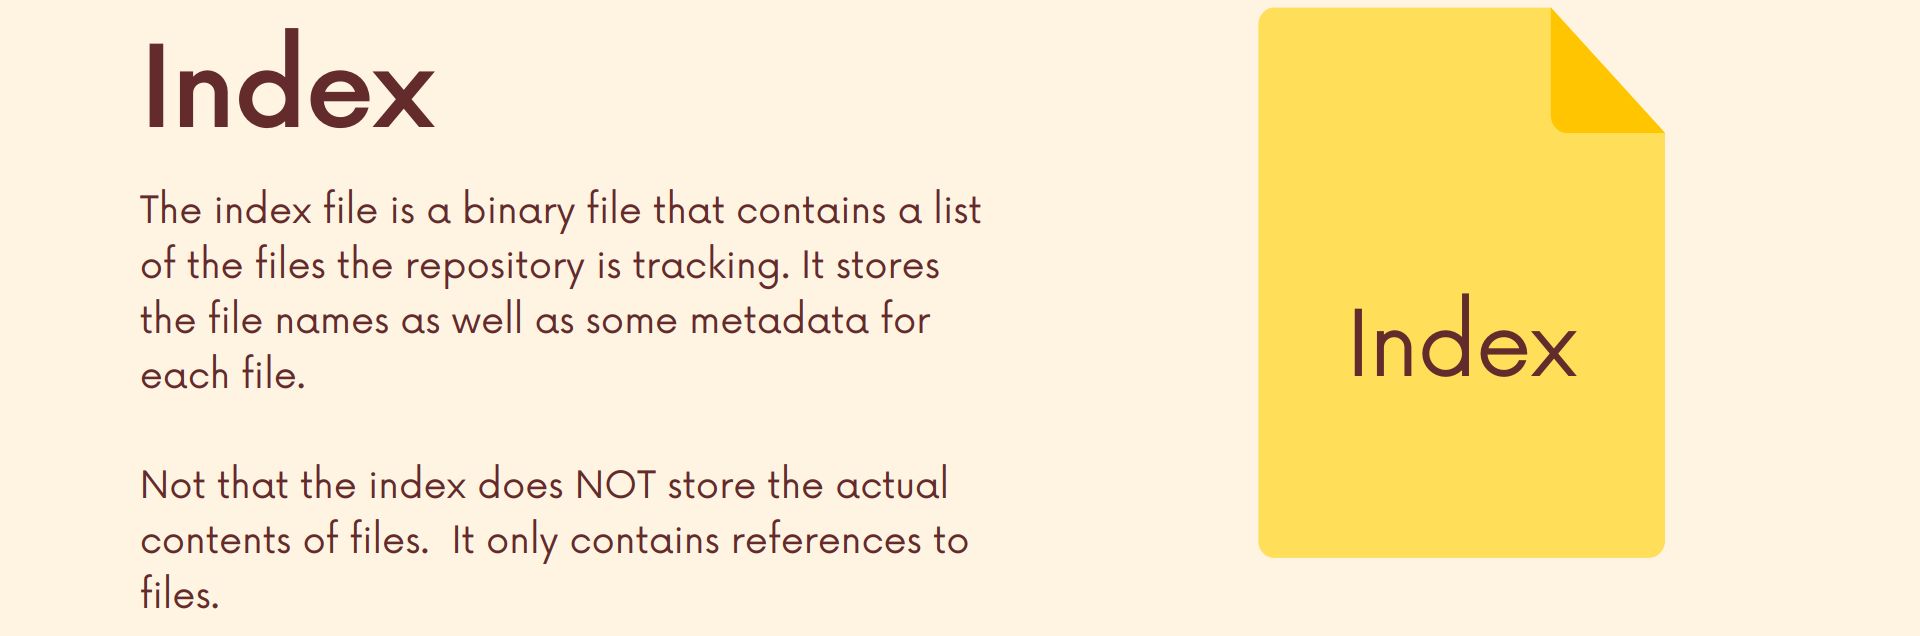 Index
The index file is a binary file that contains a list
of the files the repository is tracking. It stores
the file names as well as some metadata for
each file.
Not that the index does NOT store the actual
contents of files.  It only contains references to
files.
Index